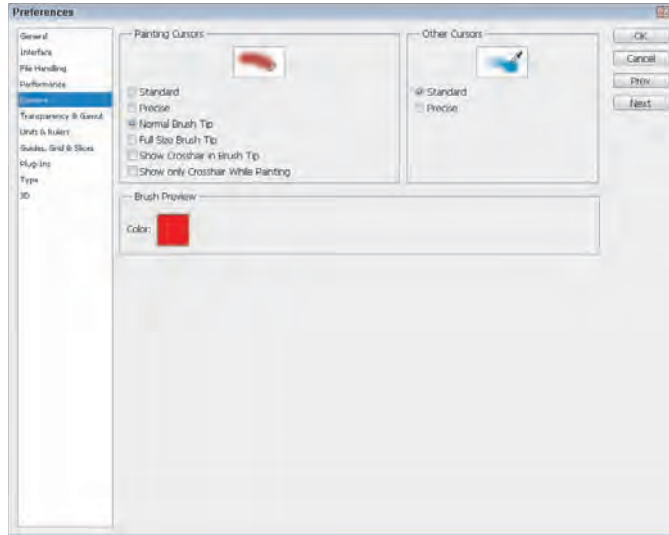 Preferences
General
Interface
File Handling
Performance
Cursors
Transparency & Gamut
Units & Rulers
Guides, Grid & Slices
Plug-Ins
Type
3D
Painting Cursors
Standard
Precise
Normal Brush Tip
Full Size Brush Tip
Show Crosshair in Brush Tip
Show only Crosshair While Painting
Other Cursors
Standard
Precise
Brush Preview
Color:
OK
Cancel
Prev
Next